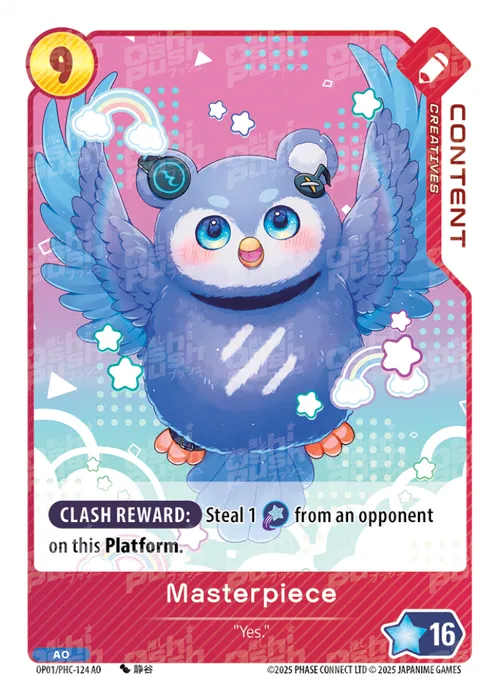 9
CONTENT
CREATIVES
CLASH REWARD: Steal 1 from an opponent
on this Platform.
Masterpiece
"Yes."
16
AO
OP01/PHC-124 AO
静谷
©2025 PHASE CONNECT LTD © 2025 JAPANIME GAMES